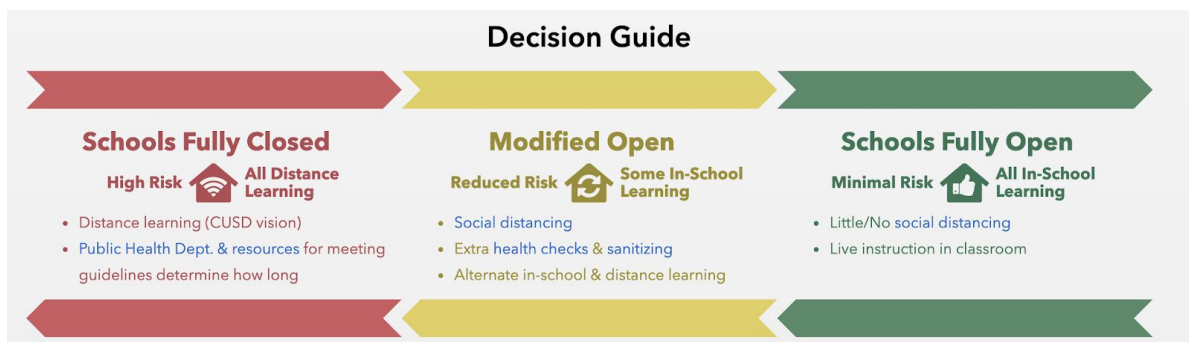 Decision Guide
Schools Fully Closed
High Risk
All Distance
Learning
• Distance learning (CUSD vision)
• Public Health Dept. & resources for meeting
guidelines determine how long
Modified Open
Reduced Risk
Some In-School
Learning
• Social distancing
• Extra health checks & sanitizing
• Alternate in-school & distance learning
Schools Fully Open
Minimal Risk
All In-School
Learning
• Little/No social distancing
• Live instruction in classroom